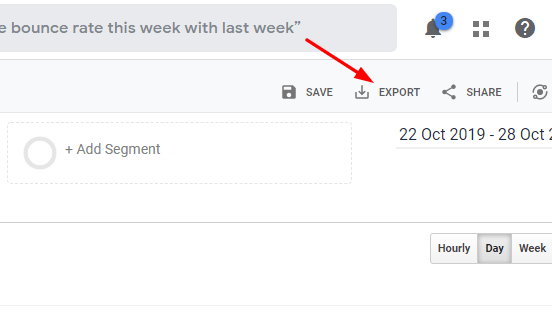 e bounce rate this week with last week”
3
SAVE
EXPORT
SHARE
+ Add Segment
22 Oct 2019 - 28 Oct 2
Hourly
Day
Week